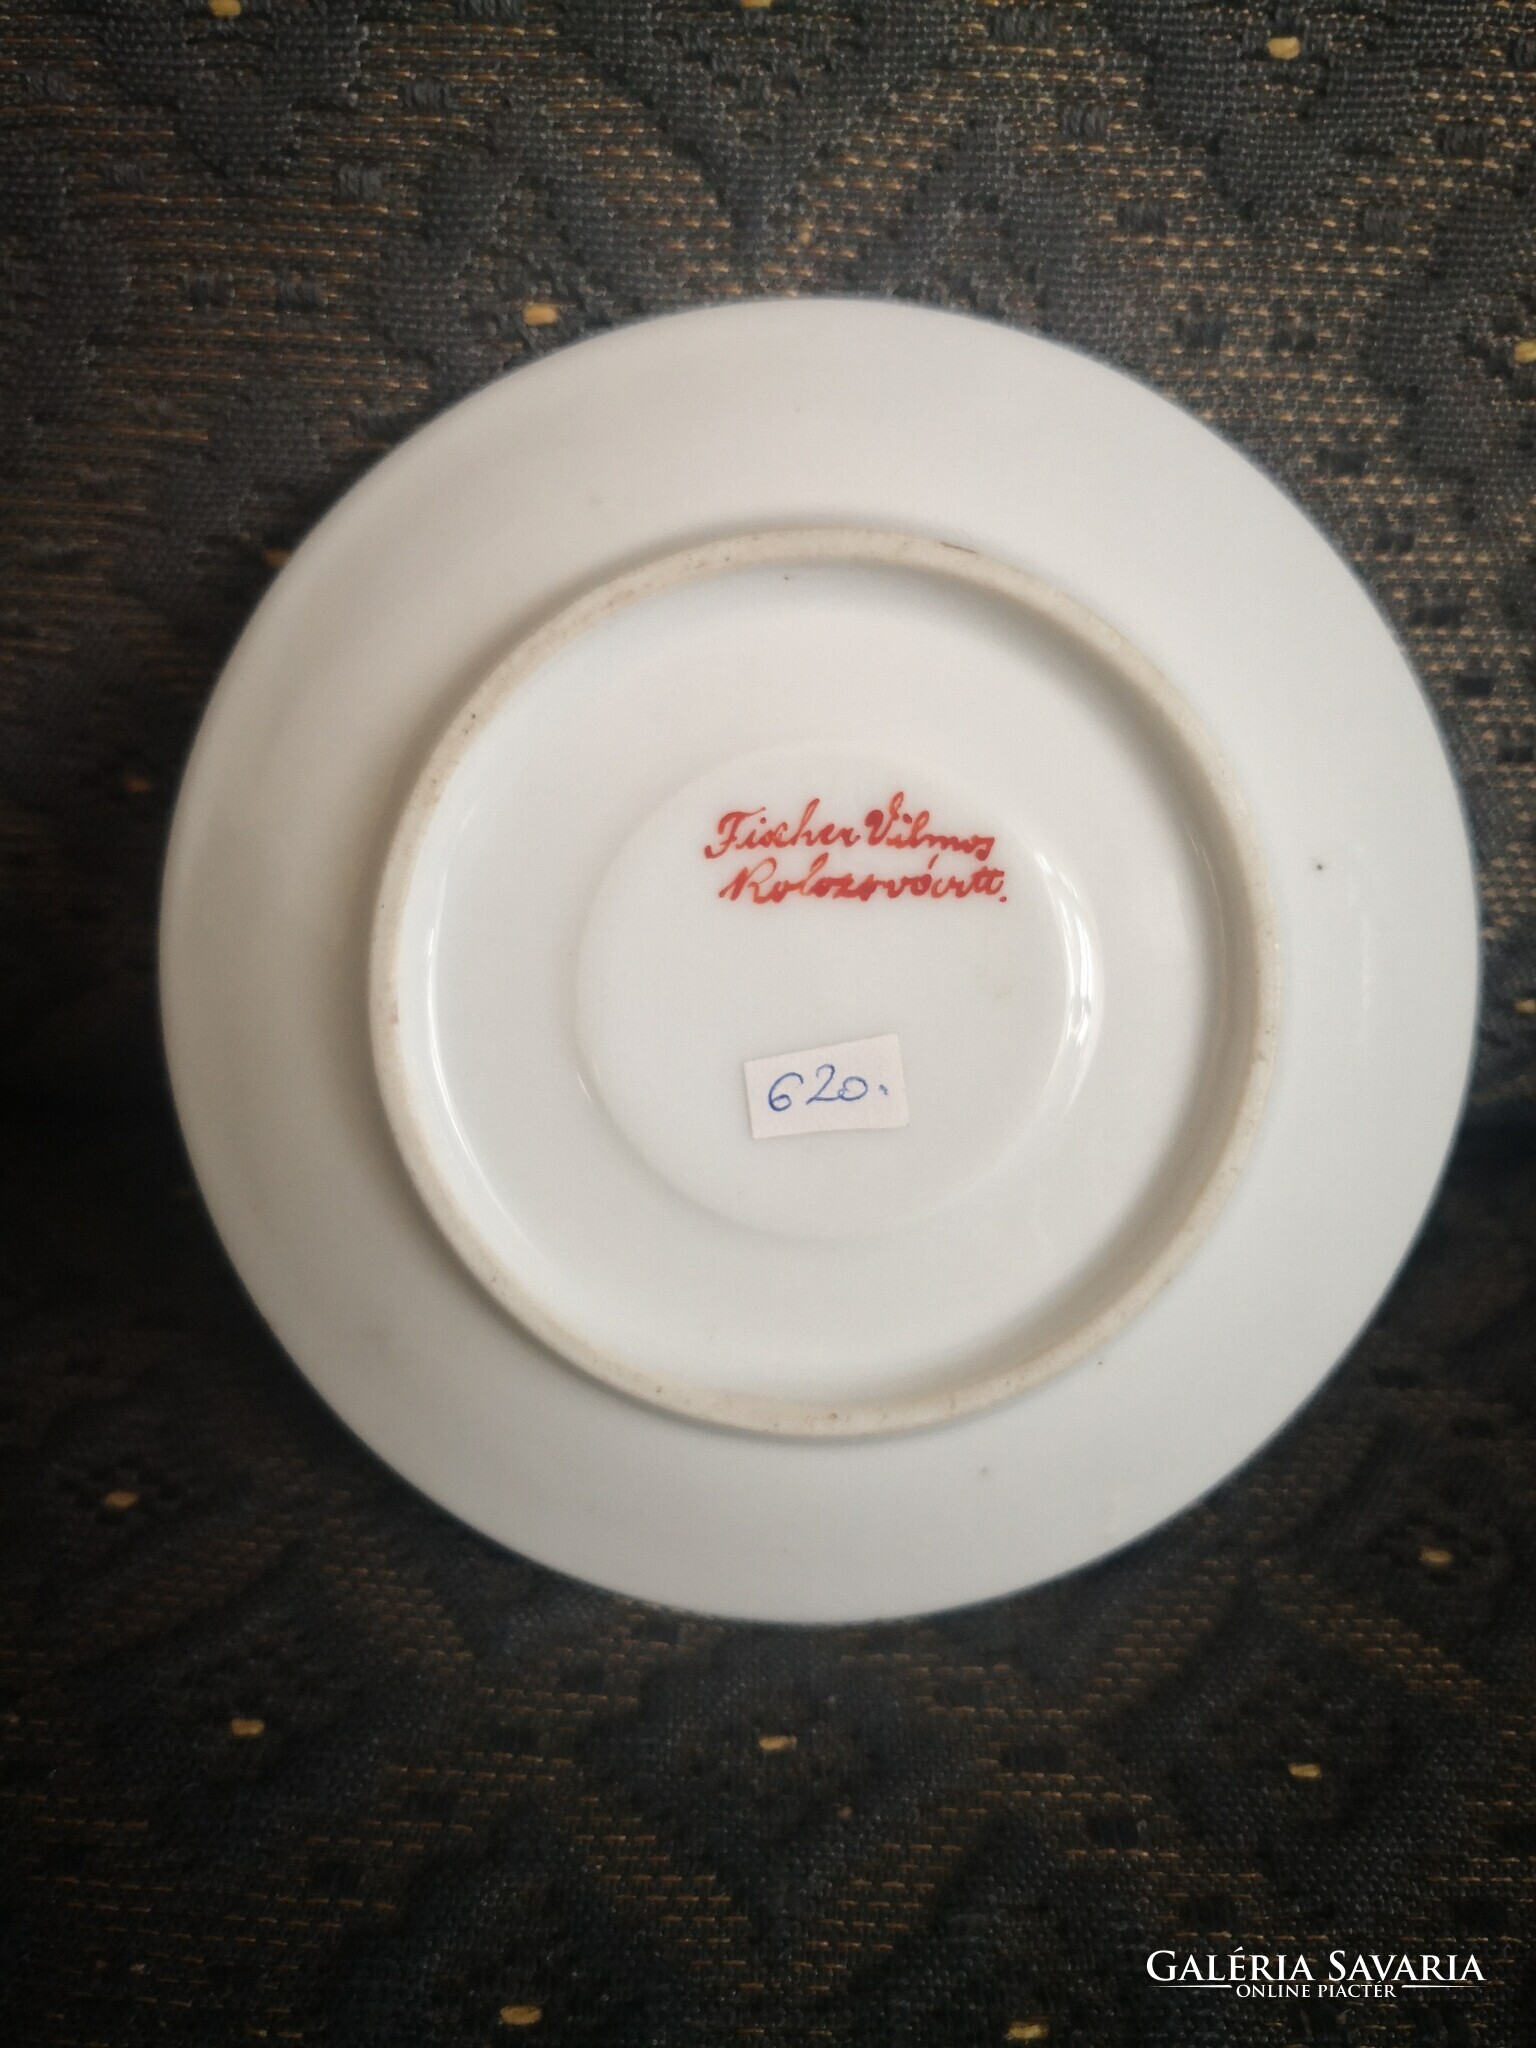 Fischer Vilmos
Kolozsvártt.
620.
GALÉRIA SAVARIA
ONLINE PIACTÉR